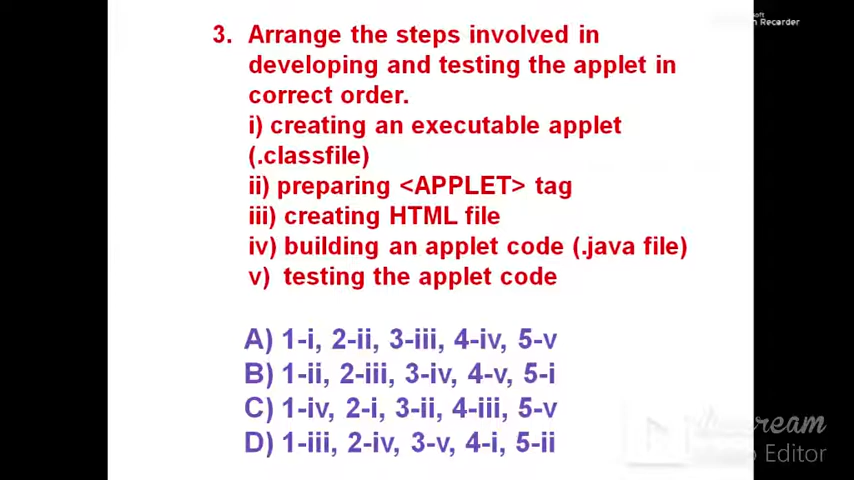 3. Arrange the steps involved in
developing and testing the applet in
correct order.
i) creating an executable applet
(.classfile)
ii) preparing <APPLET> tag
iii) creating HTML file
iv) building an applet code (.java file)
v) testing the applet code
A) 1-i, 2-ii, 3-iii, 4-iv, 5-v
B) 1-ii, 2-iii, 3-iv, 4-v, 5-i
C) 1-iv, 2-i, 3-ii, 4-iii, 5-v
D) 1-iii, 2-iv, 3-v, 4-i, 5-ii
Recorder
Editor